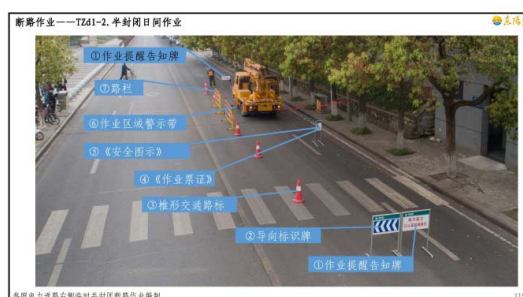 断路作业——TZd1-2.半封闭日间作业
①作业提醒告知牌
⑦路栏
⑥作业区域警示带
⑤《安全图示》
④《作业票证》
③椎形交通路标
②导向标识牌
①作业提醒告知牌